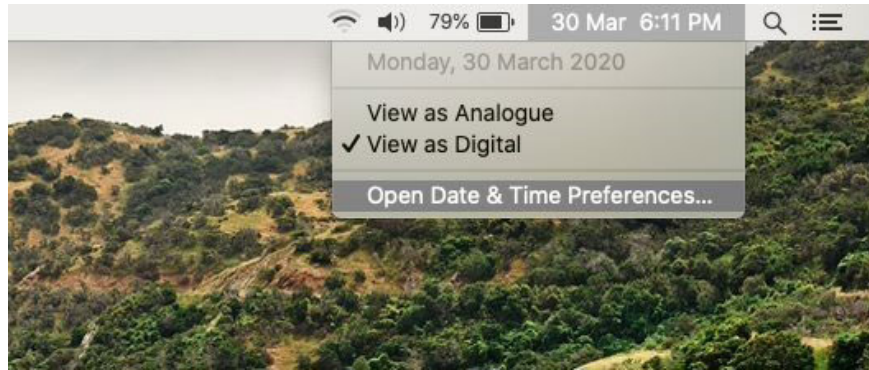 79% 30 Mar 6:11 PM
Monday, 30 March 2020
View as Analogue
✓ View as Digital
Open Date & Time Preferences...